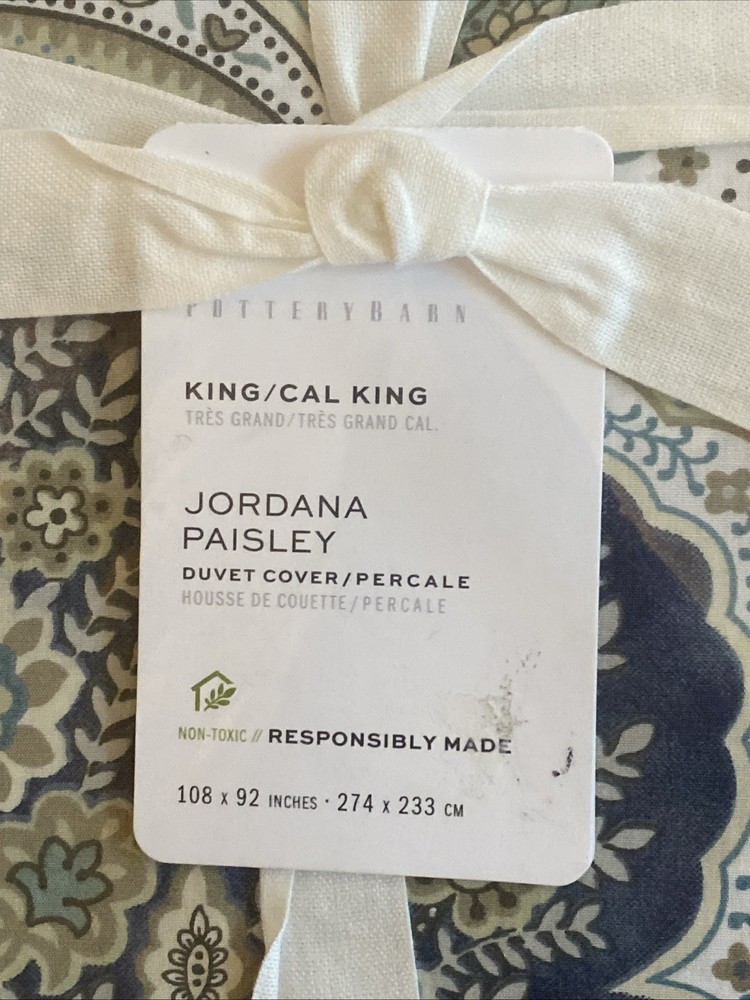 POTTERYBARN
KING/CAL KING
TRÈS GRAND/TRÈS GRAND CAL.
JORDANA
PAISLEY
DUVET COVER/PERCALE
HOUSSE DE COUETTE/PERCALE
NON-TOXIC // RESPONSIBLY MADE
108 x 92 INCHES · 274 x 233 CM